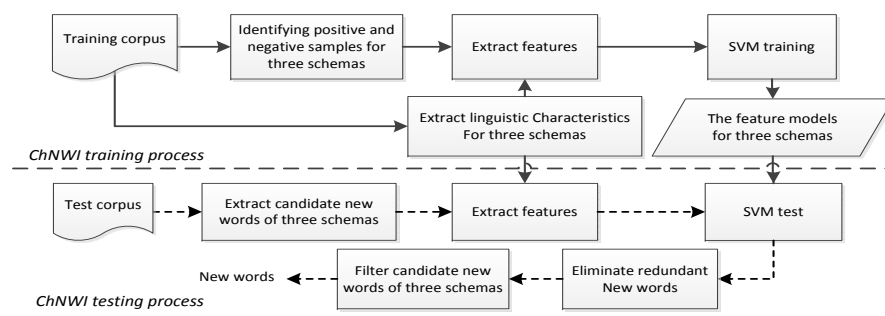 Training corpus
Identifying positive and
negative samples for
three schemas
Extract features
SVM training
Extract linguistic Characteristics
For three schemas
The feature models
for three schemas
ChNWI training process
Test corpus
Extract candidate new
words of three schemas
Extract features
SVM test
New words
Filter candidate new
words of three schemas
Eliminate redundant
New words
ChNWI testing process